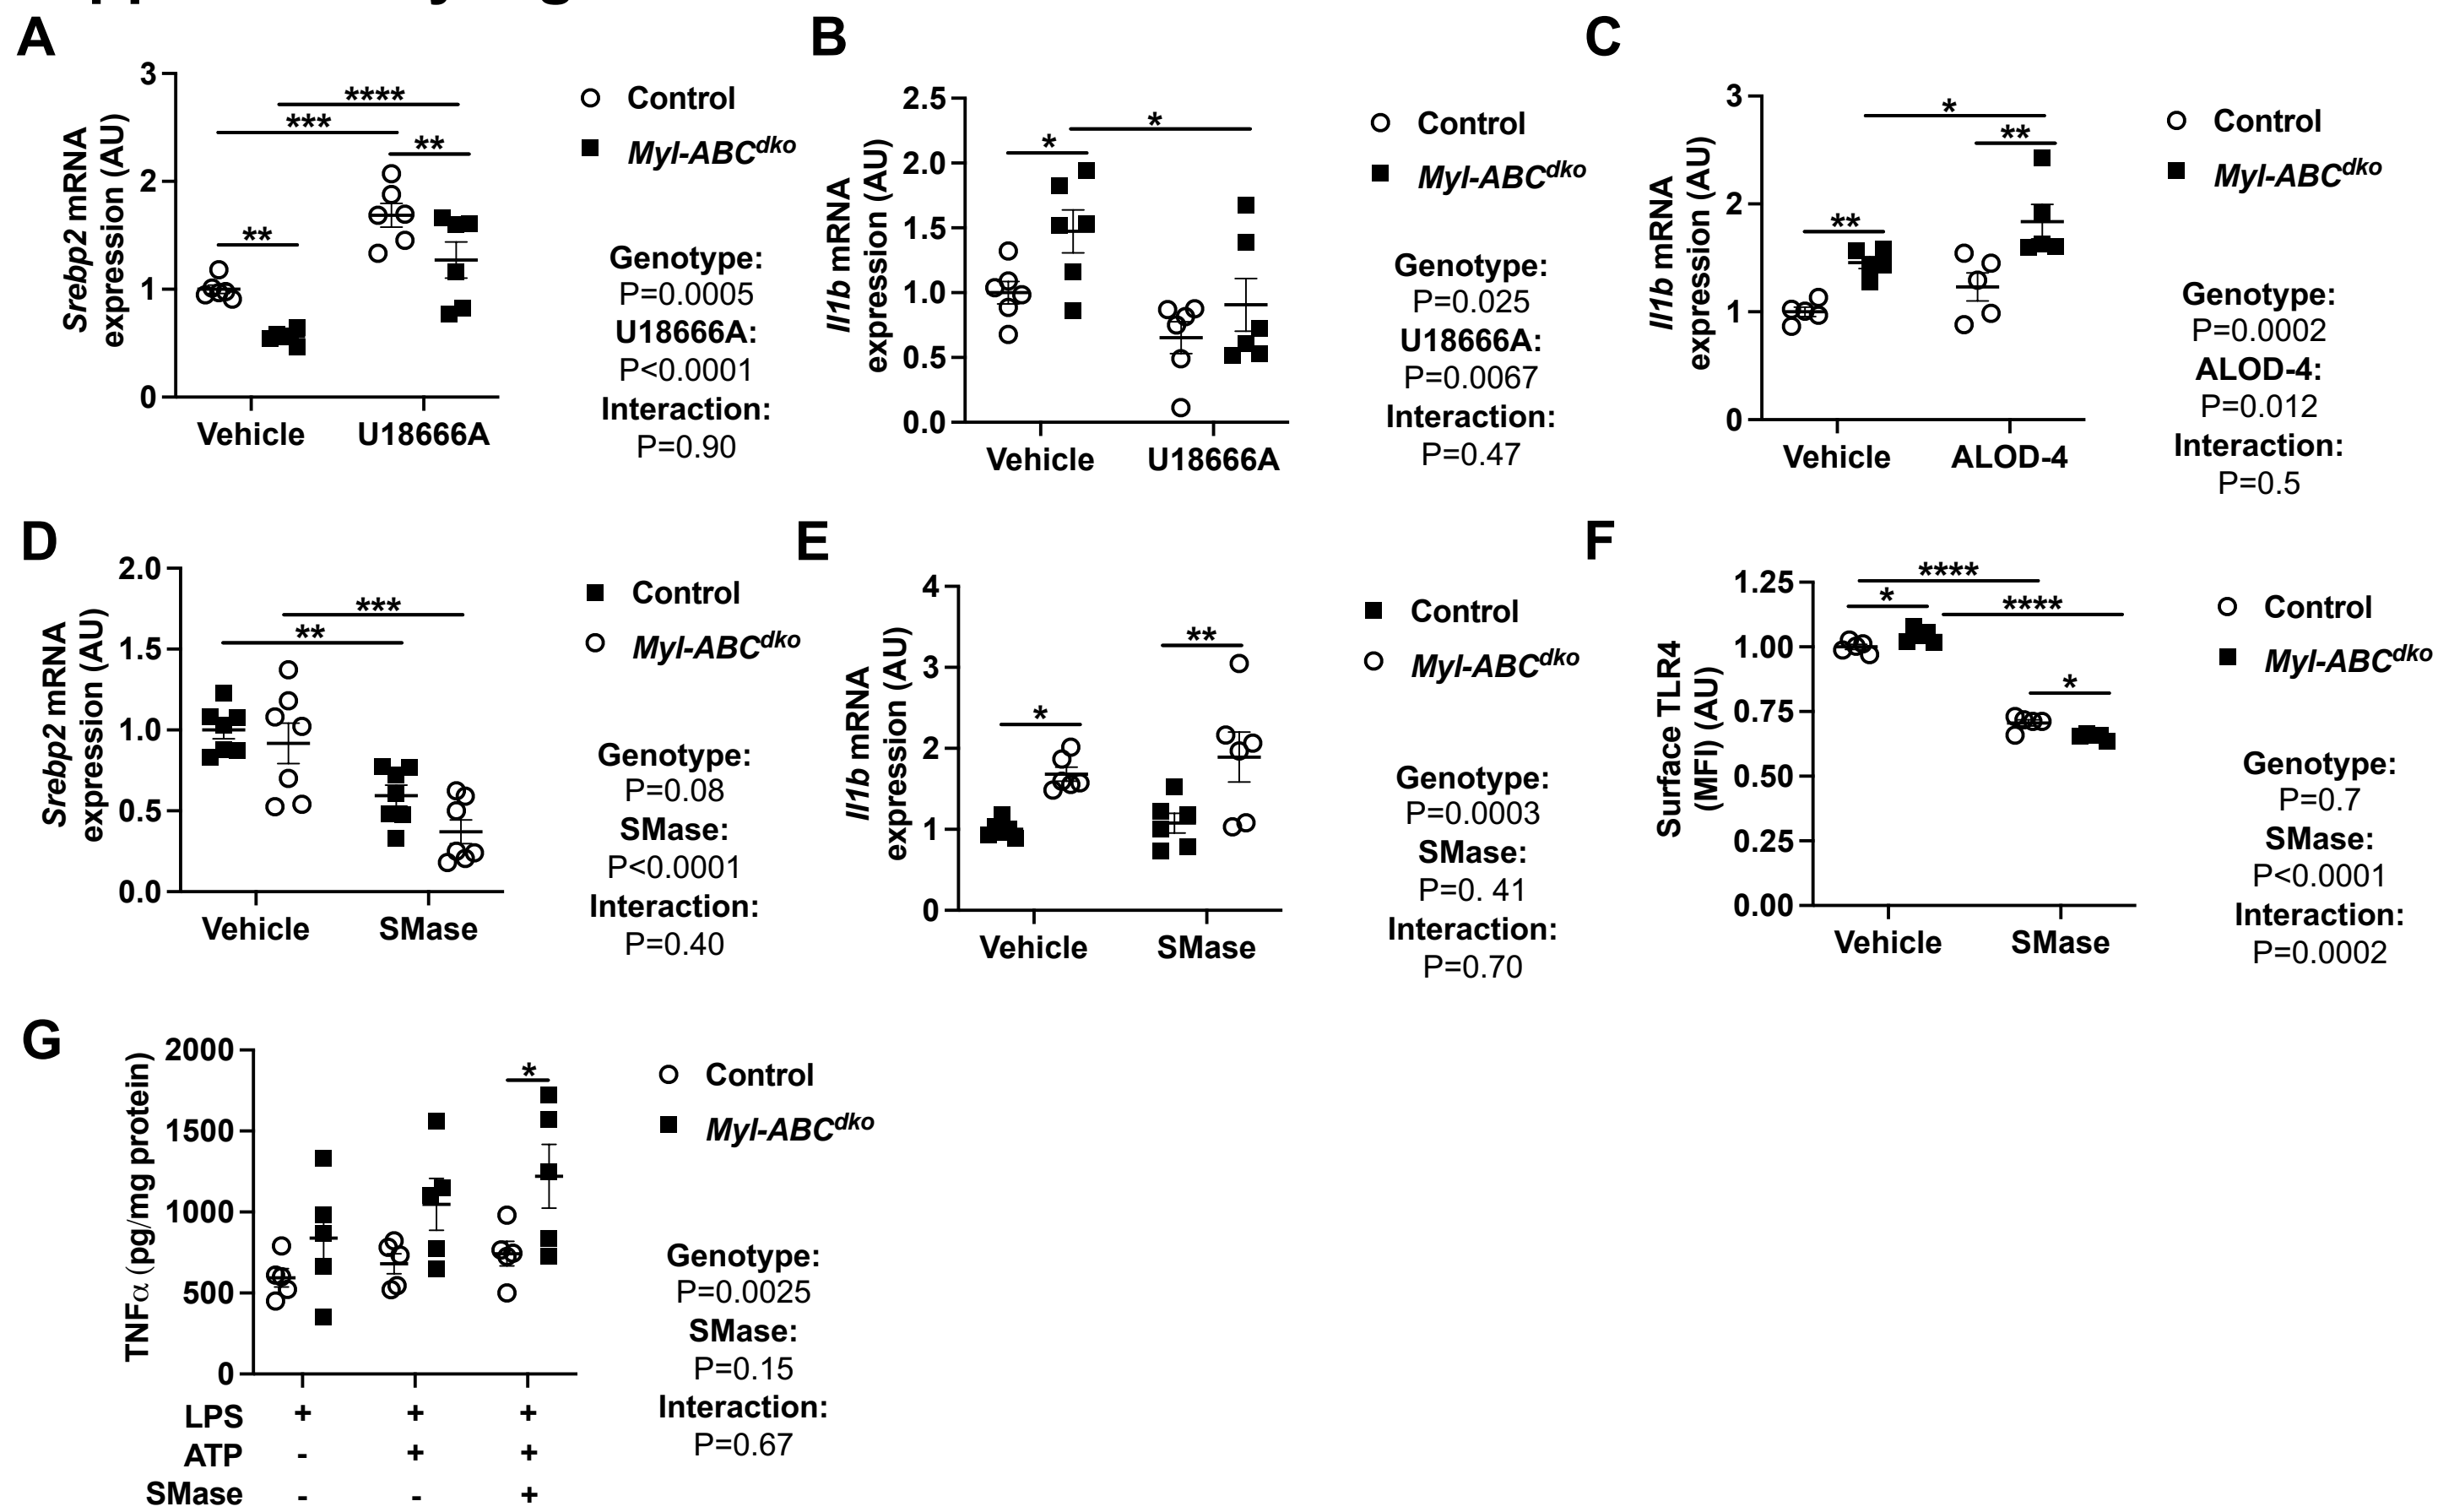 A
Srebp2 mRNA
expression (AU)
3
2
1
0
****
***
**
**
Vehicle
U18666A
Control
Myl-ABCdko
Genotype:
P=0.0005
U18666A:
P<0.0001
Interaction:
P=0.90
B
Il1b mRNA
expression (AU)
2.5
2.0
1.5
1.0
0.5
0.0
*
*
Vehicle
U18666A
Control
Myl-ABCdko
Genotype:
P=0.025
U18666A:
P=0.0067
Interaction:
P=0.47
C
Il1b mRNA
expression (AU)
3
2
1
0
*
**
**
Vehicle
ALOD-4
Control
Myl-ABCdko
Genotype:
P=0.0002
ALOD-4:
P=0.012
Interaction:
P=0.5
D
Srebp2 mRNA
expression (AU)
2.0
1.5
1.0
0.5
0.0
***
**
Vehicle
SMase
Control
Myl-ABCdko
Genotype:
P=0.08
SMase:
P<0.0001
Interaction:
P=0.40
E
Il1b mRNA
expression (AU)
4
3
2
1
0
*
**
Vehicle
SMase
Control
Myl-ABCdko
Genotype:
P=0.0003
SMase:
P=0. 41
Interaction:
P=0.70
F
Surface TLR4
(MFI) (AU)
1.25
1.00
0.75
0.50
0.25
0.00
****
*
****
*
Vehicle
SMase
Control
Myl-ABCdko
Genotype:
P=0.7
SMase:
P<0.0001
Interaction:
P=0.0002
G
TNFα (pg/mg protein)
2000
1500
1000
500
0
*
Control
Myl-ABCdko
Genotype:
P=0.0025
SMase:
P=0.15
Interaction:
P=0.67
LPS + + +
ATP - + +
SMase - - +